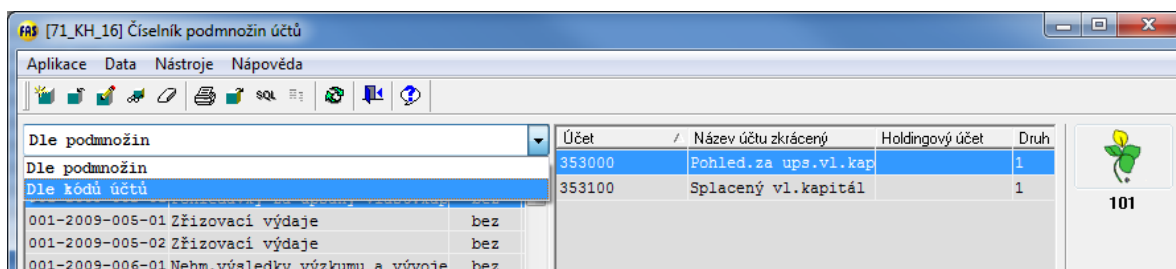 FAS [71_KH_16] Číselník podmnožin účtů
Aplikace Data Nástroje Nápověda
SQL
Dle podmnožin
Dle podmnožin
Dle kódů účtů
001-2009-005-01 Zřizovací výdaje bez
001-2009-005-02 Zřizovací výdaje bez
001-2009-006-01 Nehm.výsledky výzkumu a vývoje bez
Účet Název účtu zkrácený Holdingový účet Druh
353000 Pohled.za ups.vl.kap 1
353100 Splacený vl.kapitál 1
101